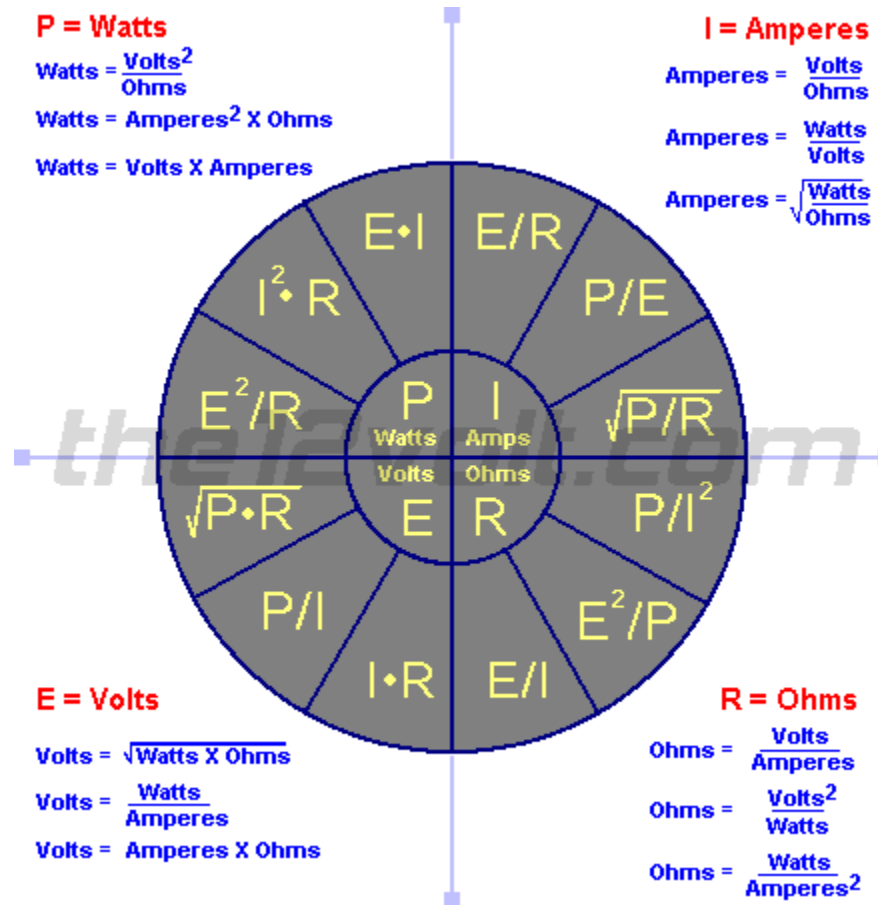 P = Watts
Watts = Volts²/Ohms
Watts = Amperes² X Ohms
Watts = Volts X Amperes
I = Amperes
Amperes = Volts/Ohms
Amperes = Watts/Volts
Amperes = √Watts/Ohms
E•I
E/R
I²•R
P/E
E²/R
√P/R
P
I
Watts
Amps
the12volt.com
Volts
Ohms
E
R
√P•R
P/I²
P/I
E²/P
I•R
E/I
E = Volts
Volts = √Watts X Ohms
Volts = Watts/Amperes
Volts = Amperes X Ohms
R = Ohms
Ohms = Volts/Amperes
Ohms = Volts²/Watts
Ohms = Watts/Amperes²